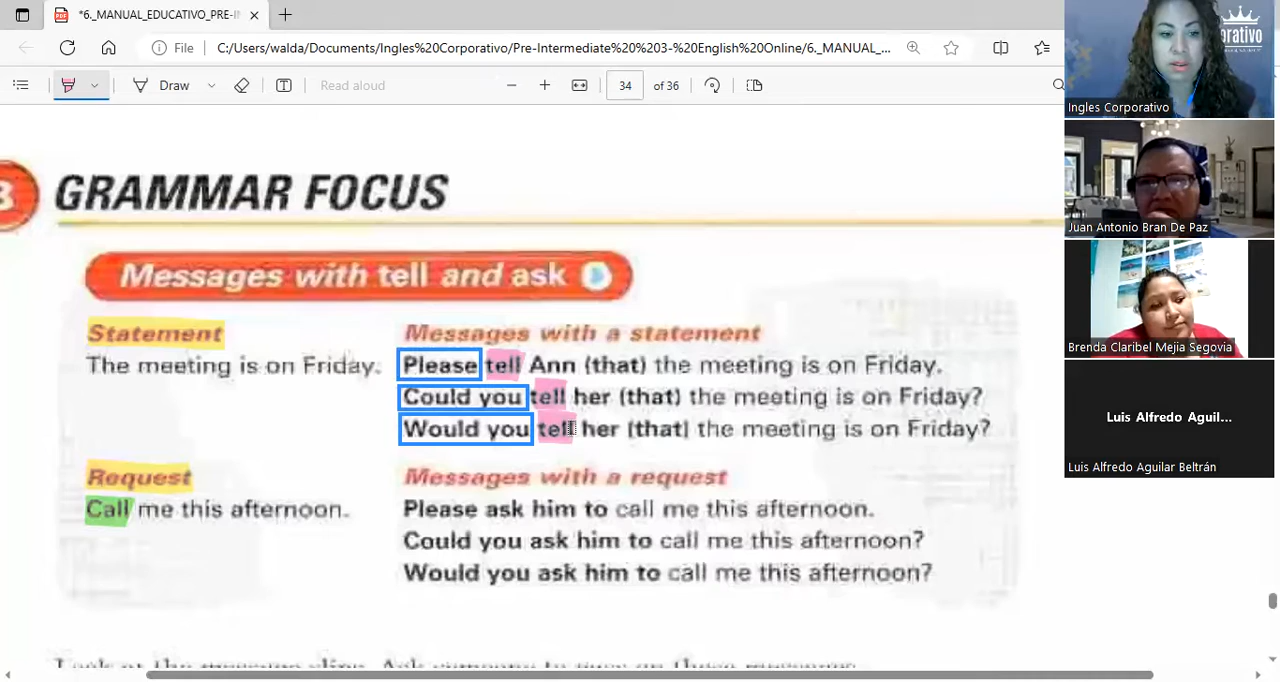 *6._MANUAL_EDUCATIVO_PRE-I
File C:/Users/walda/Documents/Ingles%20Corporativo/Pre-Intermediate%20%203-%20English%20Online/6._MANUAL_...
Draw Read aloud 34 of 36
GRAMMAR FOCUS
Messages with tell and ask
Statement
The meeting is on Friday.
Messages with a statement
Please tell Ann (that) the meeting is on Friday.
Could you tell her (that) the meeting is on Friday?
Would you tell her (that) the meeting is on Friday?
Request
Call me this afternoon.
Messages with a request
Please ask him to call me this afternoon.
Could you ask him to call me this afternoon?
Would you ask him to call me this afternoon?
Ingles Corporativo
Juan Antonio Bran De Paz
Brenda Claribel Mejia Segovia
Luis Alfredo Aguil...
Luis Alfredo Aguilar Beltrán